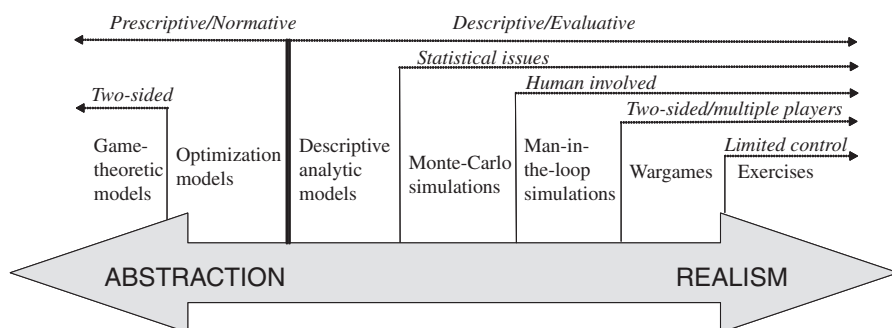 Prescriptive/Normative
Descriptive/Evaluative
Statistical issues
Human involved
Two-sided
Two-sided/multiple players
Limited control
Game-
theoretic
models
Optimization
models
Descriptive
analytic
models
Monte-Carlo
simulations
Man-in-
the-loop
simulations
Wargames
Exercises
ABSTRACTION
REALISM